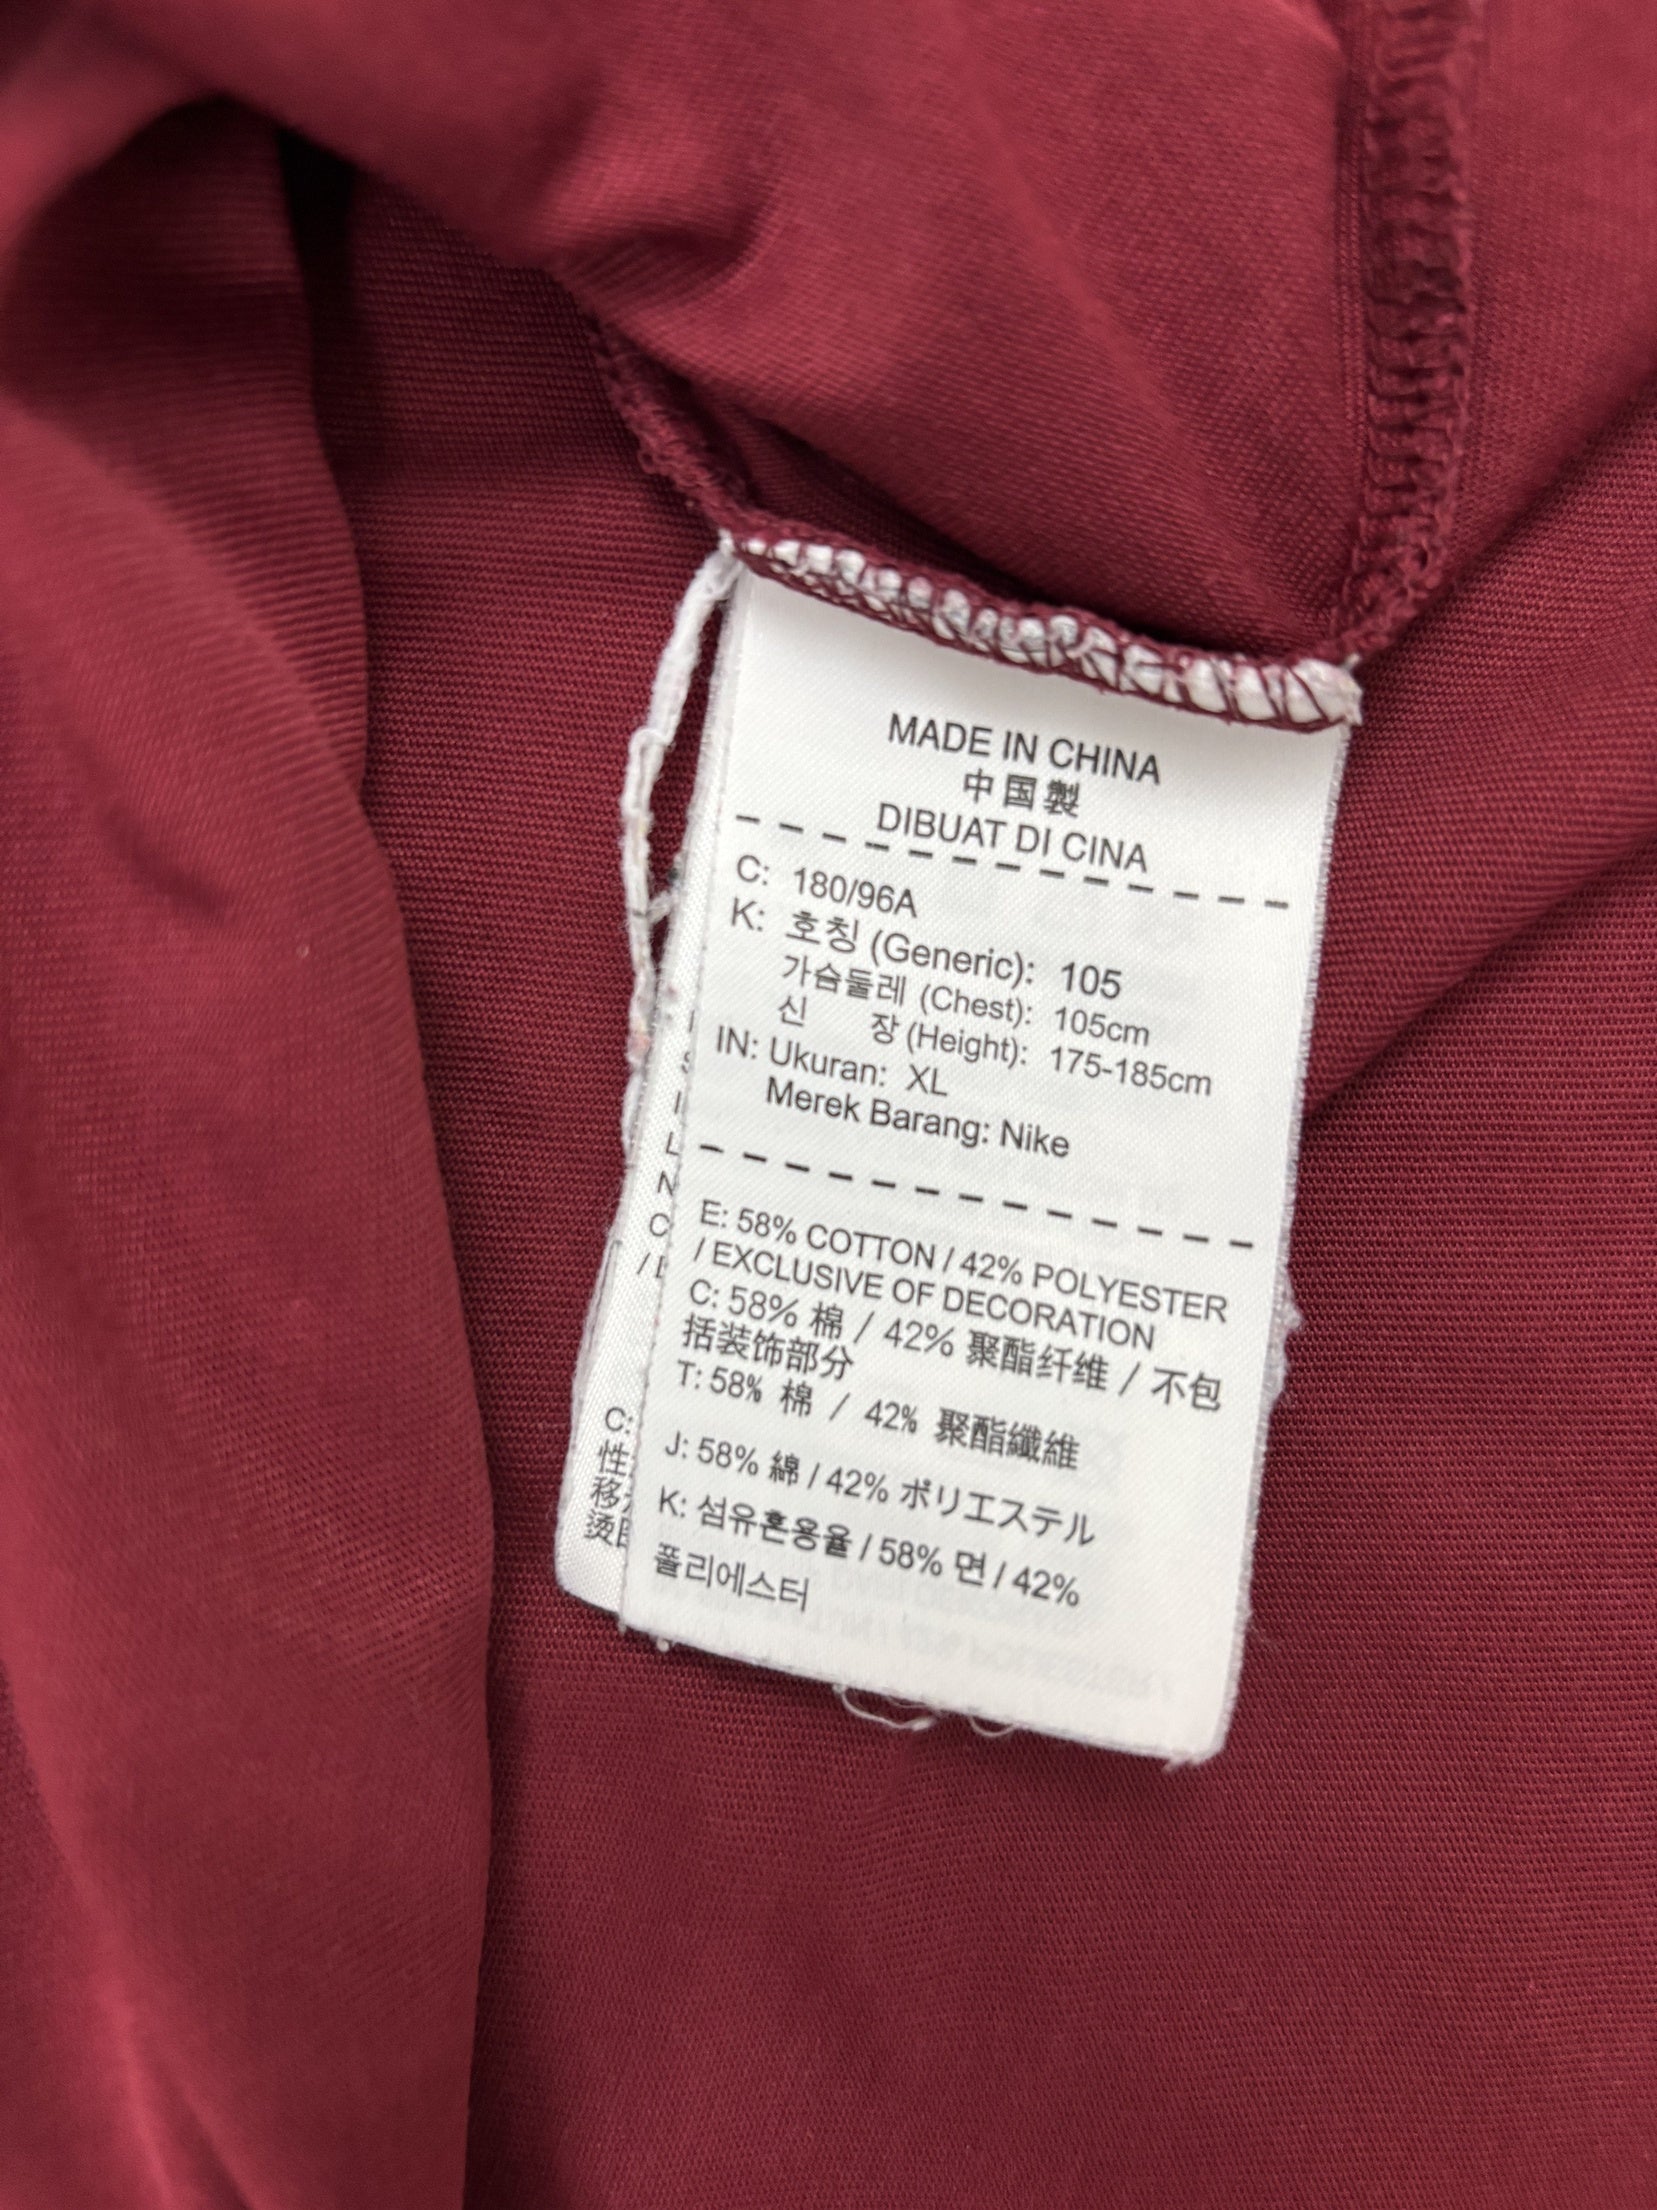 MADE IN CHINA
中国製
DIBUAT DI CINA
C: 180/96A
K: 호칭 (Generic): 105
가슴둘레 (Chest): 105cm
신 장 (Height): 175-185cm
IN: Ukuran: XL
Merek Barang: Nike
E: 58% COTTON / 42% POLYESTER
/ EXCLUSIVE OF DECORATION
C: 58% 棉 / 42% 聚酯纤维 / 不包
括装饰部分
T: 58% 棉 / 42% 聚酯纖維
J: 58% 綿 / 42% ポリエステル
K: 섬유혼용율 / 58% 면 / 42%
폴리에스터
C:
性
移
烫